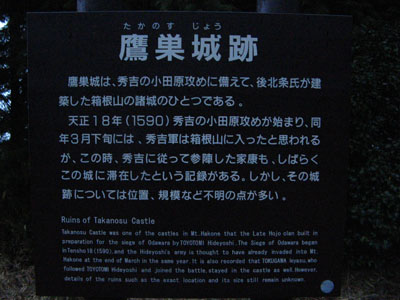 たかのす じょう
鷹巣城跡
鷹巣城は、秀吉の小田原攻めに備えて、後北条氏が建
築した箱根山の諸城のひとつである。
天正18年(1590)秀吉の小田原攻めが始まり、同
年3月下旬には、秀吉軍は箱根山に入ったと思われる
が、この時、秀吉に従って参陣した家康も、しばらく
この城に滞在したという記録がある。しかし、その城
跡については位置、規模など不明の点が多い。
Ruins of Takanosu Castle
Takanosu Castle was one of the castles in Mt.Hakone that the Late Hojo clan built in
preparation for the siege of Odawara by TOYOTOMI Hideyoshi. The Siege of Odawara began
in Tensho 18 (1590), and the Hideyoshi's army is thought to have already invaded into Mt.
Hakone at the end of March in the same year. It is also recorded that TOKUGAWA Ieyasu, who
followed TOYOTOMI Hideyoshi and joined the battle, stayed in the castle as well. However,
details of the ruins such as the exact location and its size still remain unknown.